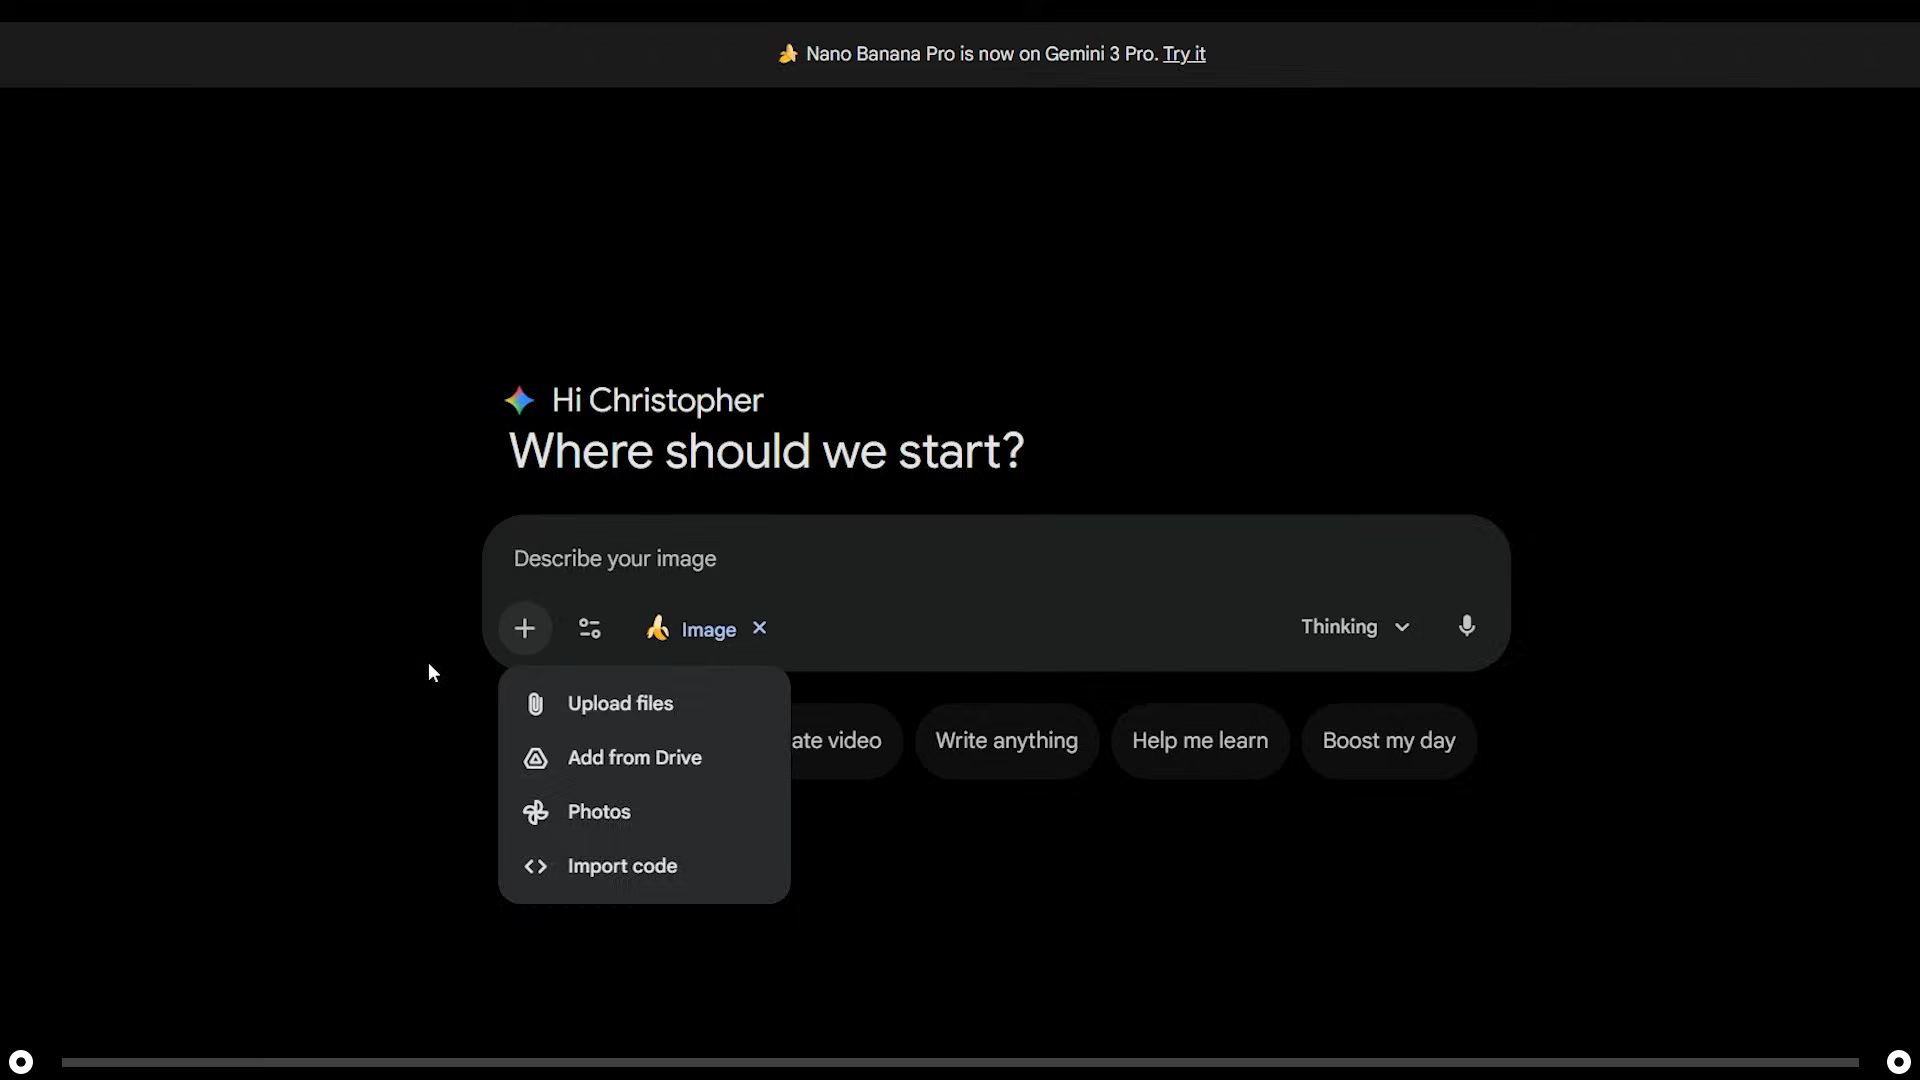 Nano Banana Pro is now on Gemini 3 Pro. Try it
Hi Christopher
Where should we start?
Describe your image
Image
Thinking
Upload files
Add from Drive
Photos
Import code
ate video
Write anything
Help me learn
Boost my day